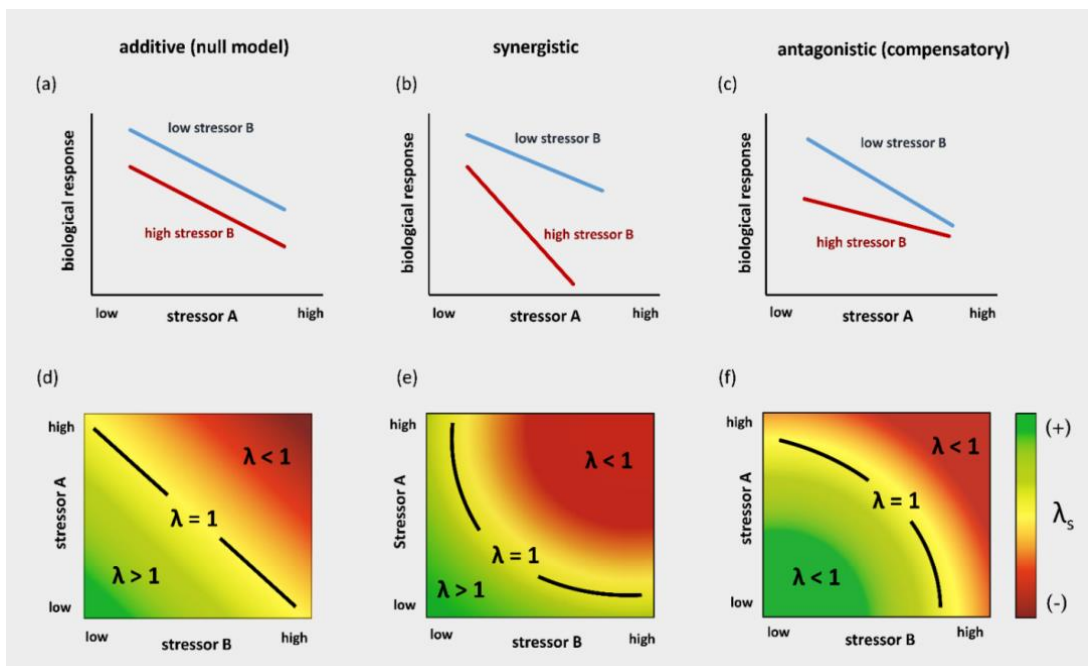 additive (null model)
synergistic
antagonistic (compensatory)
(a)
biological response
low stressor B
high stressor B
low
stressor A
high
(b)
biological response
low stressor B
high stressor B
low
stressor A
high
(c)
biological response
low stressor B
high stressor B
low
stressor A
high
(d)
high
stressor A
low
λ < 1
λ = 1
λ > 1
low
stressor B
high
(e)
high
Stressor A
low
λ < 1
λ = 1
λ > 1
low
stressor B
high
(f)
high
stressor A
low
λ < 1
λ = 1
λ < 1
low
stressor B
high
(+)
λs
(-)